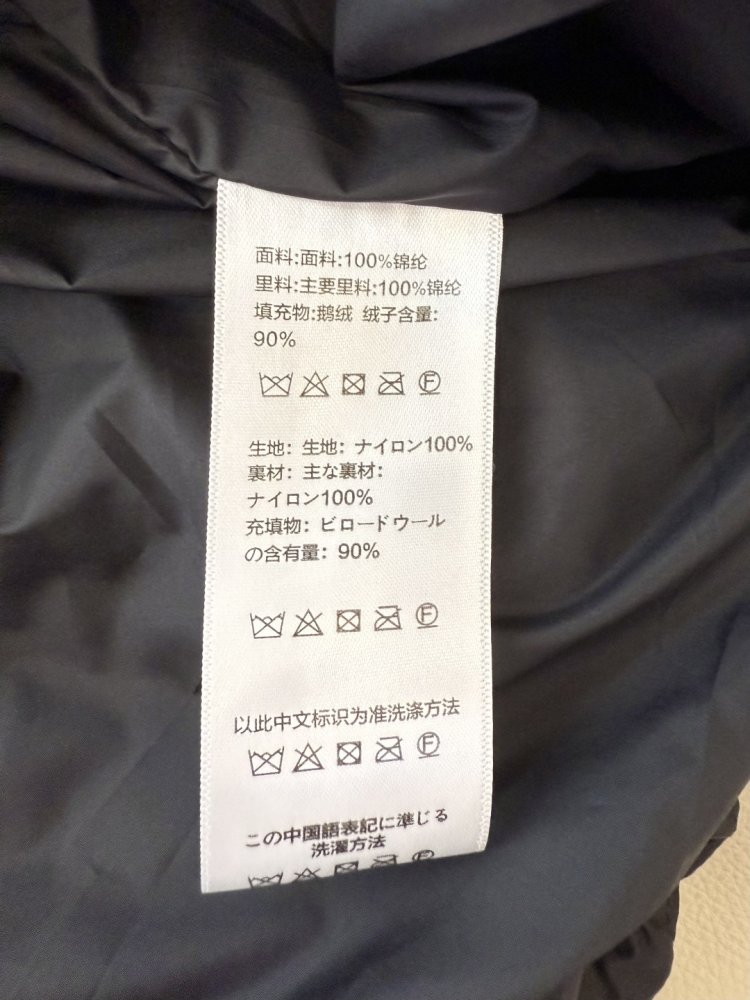 面料:面料:100%锦纶
里料:主要里料:100%锦纶
填充物:鹅绒 绒子含量:
90%
F
生地: 生地: ナイロン100%
裏材: 主な裏材:
ナイロン100%
充填物: ビロードウール
の含有量: 90%
F
以此中文标识为准洗涤方法
F
この中国語表記に準じる
洗濯方法
F